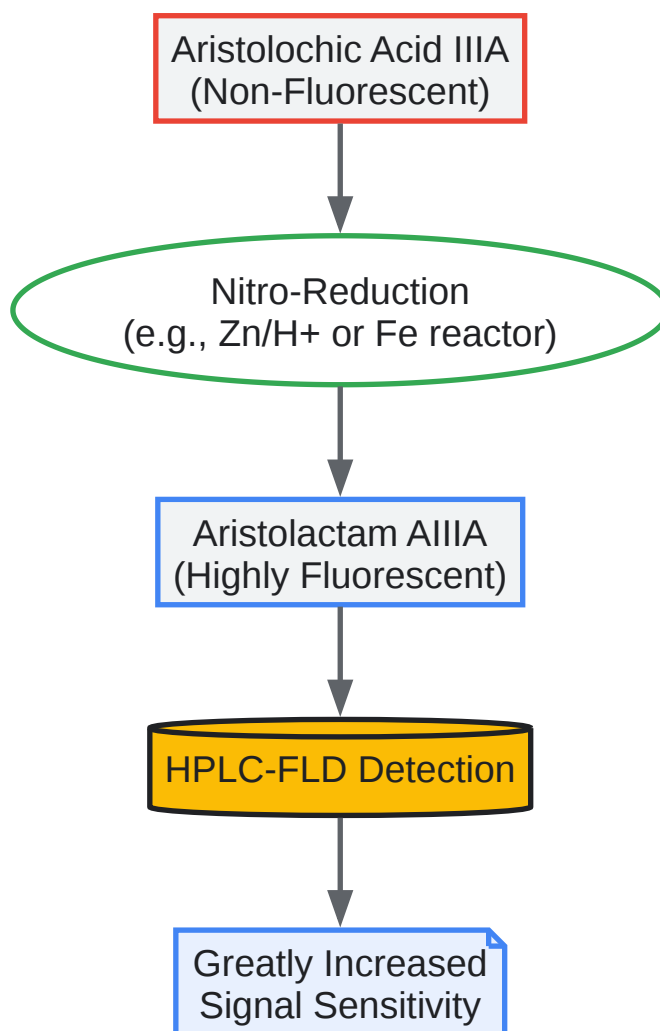 Aristolochic Acid IIIA
(Non-Fluorescent)
Nitro-Reduction
(e.g., Zn/H+ or Fe reactor)
Aristolactam AIIIA
(Highly Fluorescent)
HPLC-FLD Detection
Greatly Increased
Signal Sensitivity